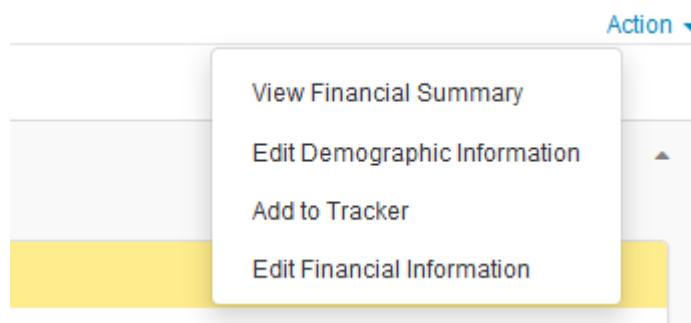 Action
View Financial Summary
Edit Demographic Information
Add to Tracker
Edit Financial Information